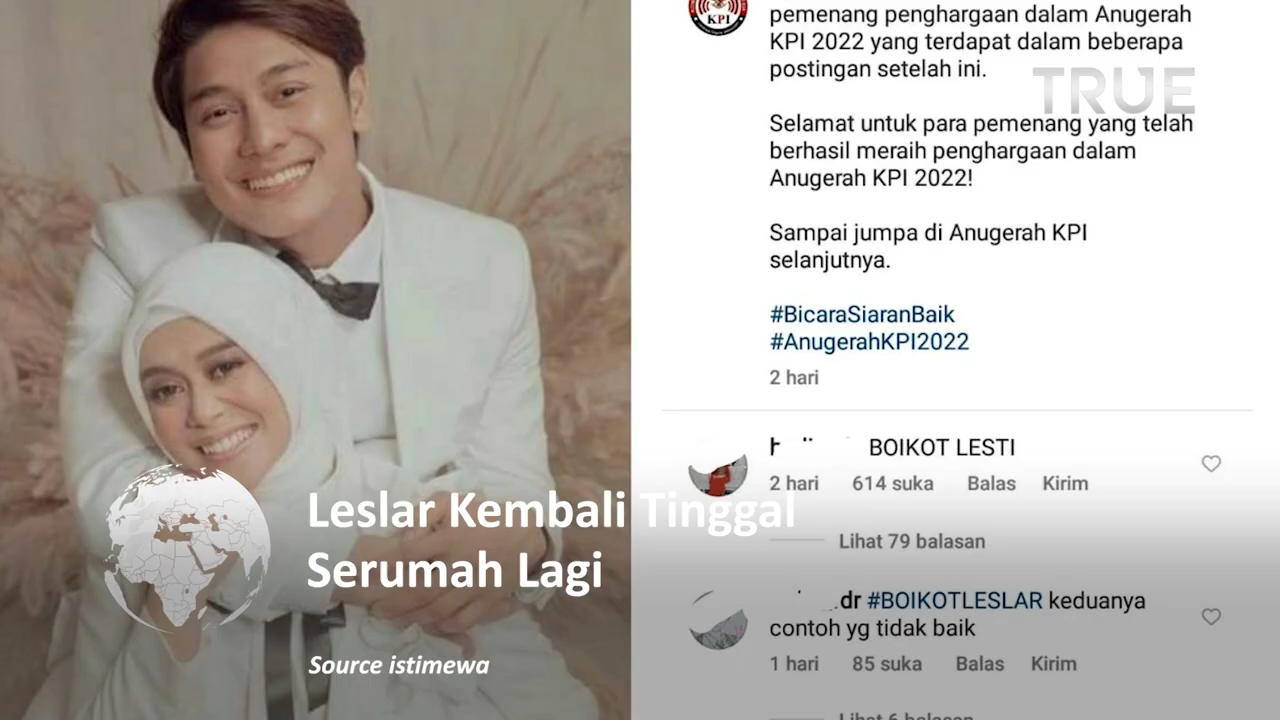 KPI
pemenang penghargaan dalam Anugerah
KPI 2022 yang terdapat dalam beberapa
postingan setelah ini.
TRUE
Selamat untuk para pemenang yang telah
berhasil meraih penghargaan dalam
Anugerah KPI 2022!
Sampai jumpa di Anugerah KPI
selanjutnya.
#BicaraSiaranBaik
#AnugerahKPI2022
2 hari
BOIKOT LESTI
2 hari 614 suka Balas Kirim
Lihat 79 balasan
dr #BOIKOTLESLAR keduanya
contoh yg tidak baik
1 hari 85 suka Balas Kirim
Lihat 6 balasan
Leslar Kembali Tinggal
Serumah Lagi
Source istimewa